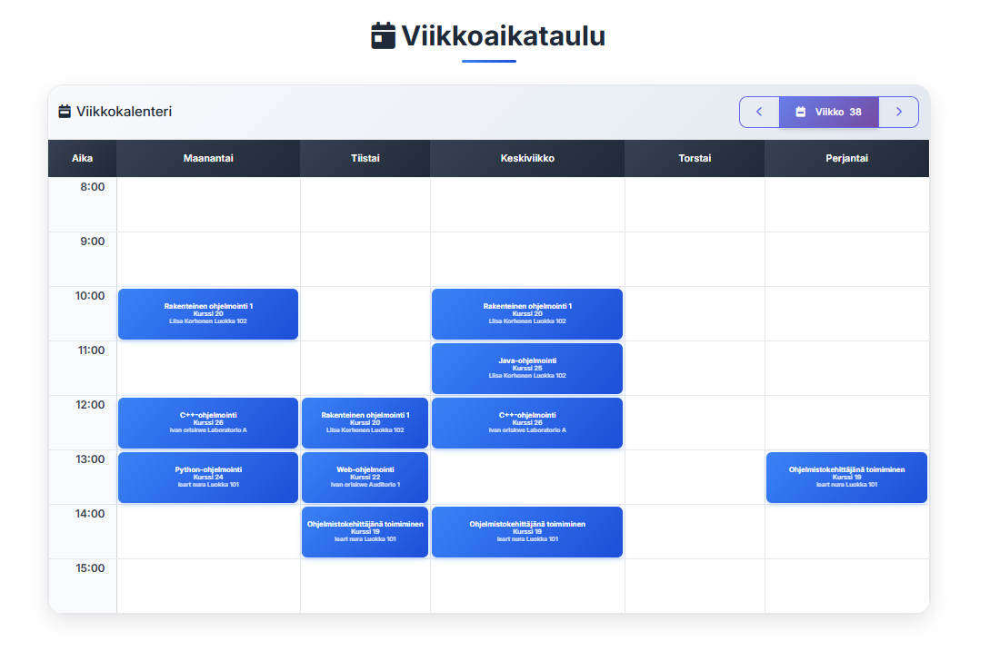 Viikkoaikataulu
Viikkokalenteri
Viikko 38
Aika Maanantai Tiistai Keskiviikko Torstai Perjantai
8:00
9:00
10:00
Rakenteinen ohjelmointi 1
Kurssi 20
Liisa Korhonen Luokka 102
Rakenteinen ohjelmointi 1
Kurssi 20
Liisa Korhonen Luokka 102
11:00
Java-ohjelmointi
Kurssi 25
Liisa Korhonen Luokka 102
12:00
C++-ohjelmointi
Kurssi 26
Ivan oriskwe Laboratorio A
Rakenteinen ohjelmointi 1
Kurssi 20
Liisa Korhonen Luokka 102
C++-ohjelmointi
Kurssi 26
Ivan oriskwe Laboratorio A
13:00
Python-ohjelmointi
Kurssi 24
leart nura Luokka 101
Web-ohjelmointi
Kurssi 22
Ivan oriskwe Auditorio 1
Ohjelmistokehittäjänä toimiminen
Kurssi 19
leart nura Luokka 101
14:00
Ohjelmistokehittäjänä toimiminen
Kurssi 19
leart nura Luokka 101
Ohjelmistokehittäjänä toimiminen
Kurssi 19
leart nura Luokka 101
15:00